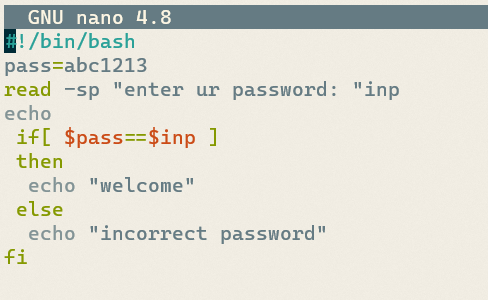 GNU nano 4.8
#!/bin/bash
pass=abc1213
read -sp "enter ur password: "inp
echo
if[ $pass==$inp ]
then
echo "welcome"
else
echo "incorrect password"
fi